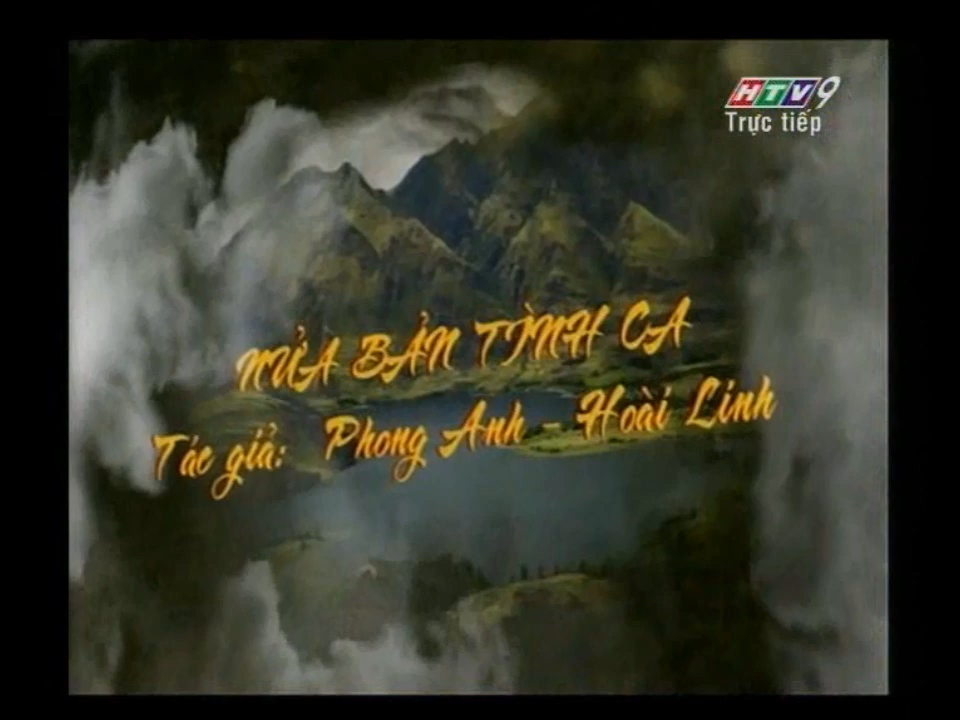 HTV9
Trực tiếp
NỬA BẢN TÌNH CA
Tác giả: Phong Anh - Hoài Linh